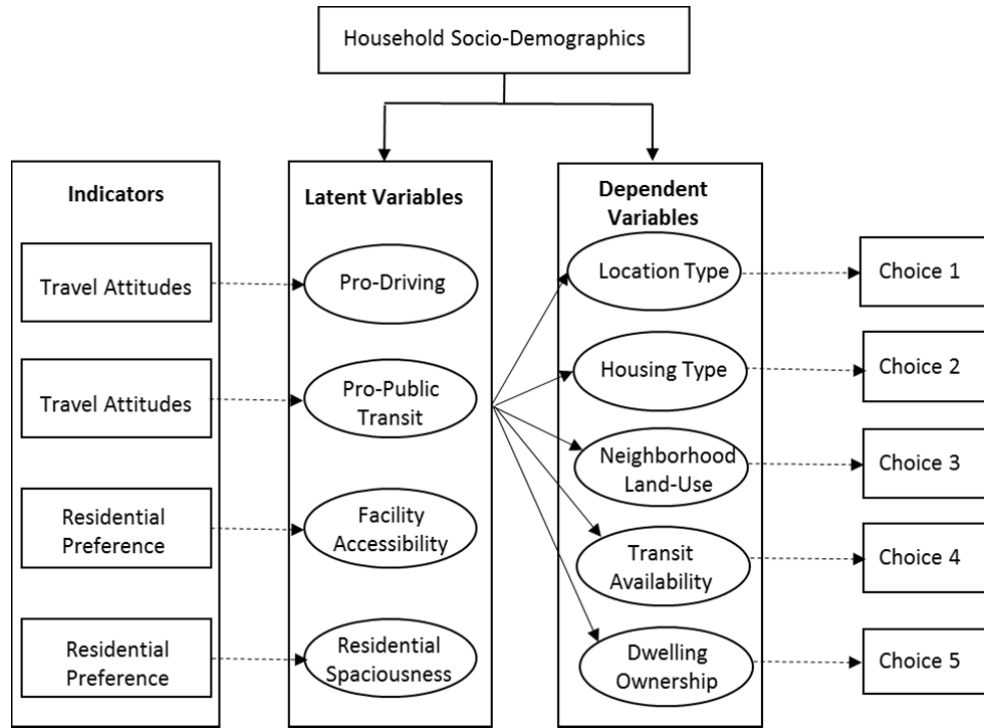 Household Socio-Demographics
Indicators
Travel Attitudes
Travel Attitudes
Residential
Preference
Residential
Preference
Latent Variables
Pro-Driving
Pro-Public
Transit
Facility
Accessibility
Residential
Spaciousness
Dependent
Variables
Location Type
Housing Type
Neighborhood
Land-Use
Transit
Availability
Dwelling
Ownership
Choice 1
Choice 2
Choice 3
Choice 4
Choice 5